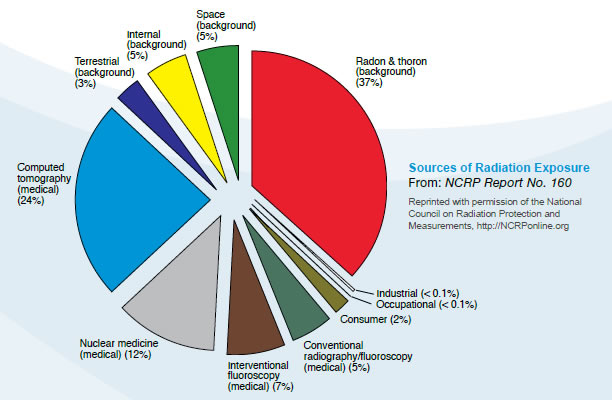 Space
(background)
(5%)
Internal
(background)
(5%)
Terrestrial
(background)
(3%)
Radon & thoron
(background)
(37%)
Computed
tomography
(medical)
(24%)
Sources of Radiation Exposure
From: NCRP Report No. 160
Reprinted with permission of the National
Council on Radiation Protection and
Measurements, http://NCRPonline.org
Industrial (< 0.1%)
Occupational (< 0.1%)
Consumer (2%)
Conventional
radiography/fluoroscopy
(medical) (5%)
Interventional
fluoroscopy
(medical) (7%)
Nuclear medicine
(medical) (12%)